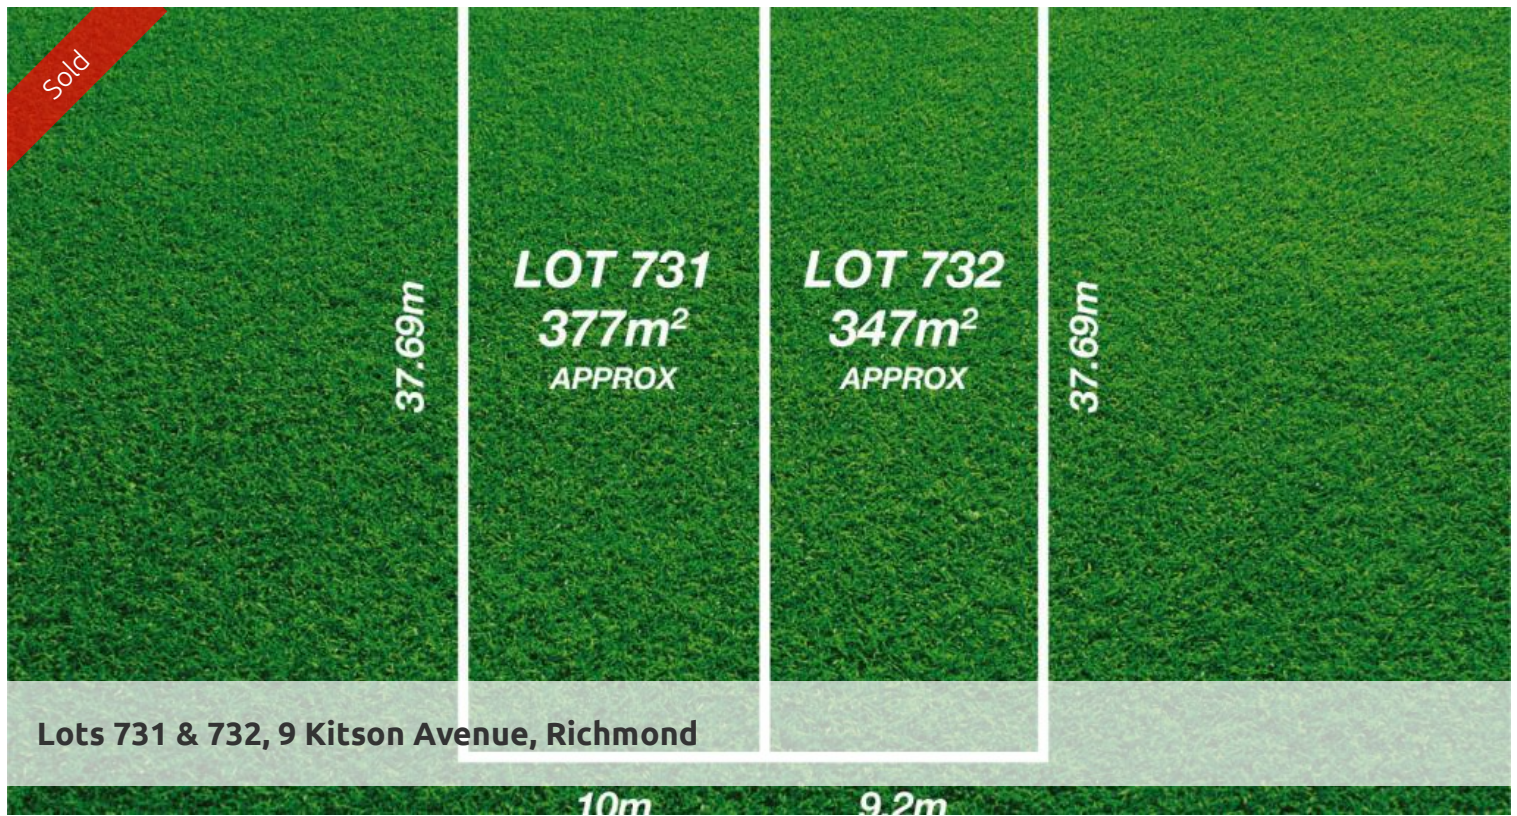 Sold
LOT 731
377m²
APPROX
LOT 732
347m²
APPROX
37.69m
37.69m
Lots 731 & 732, 9 Kitson Avenue, Richmond
10m
9.2m